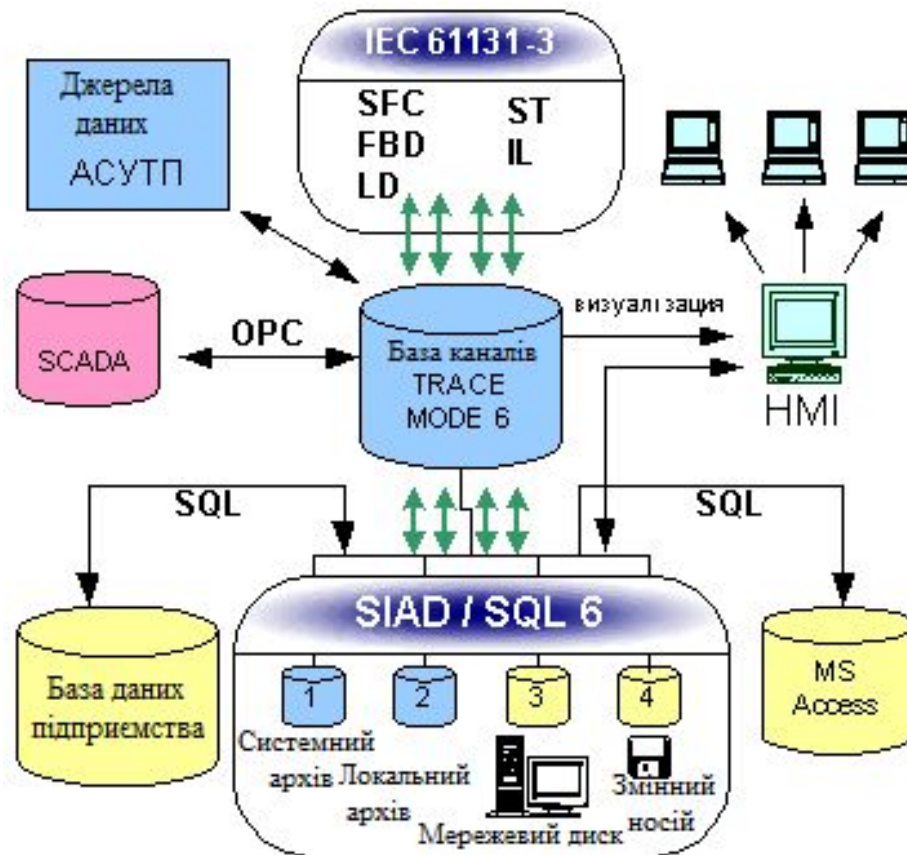 IEC 61131-3
SFC
ST
FBD
IL
LD
Джерела
даних
АСУТП
SCADA
OPC
База каналів
TRACE
MODE 6
визуалізация
HMI
SQL
SQL
SIAD / SQL 6
База даних
підприємства
1
2
3
4
Системний
архів
Локальний
архів
Мережевий диск
Змінний
носій
MS
Access